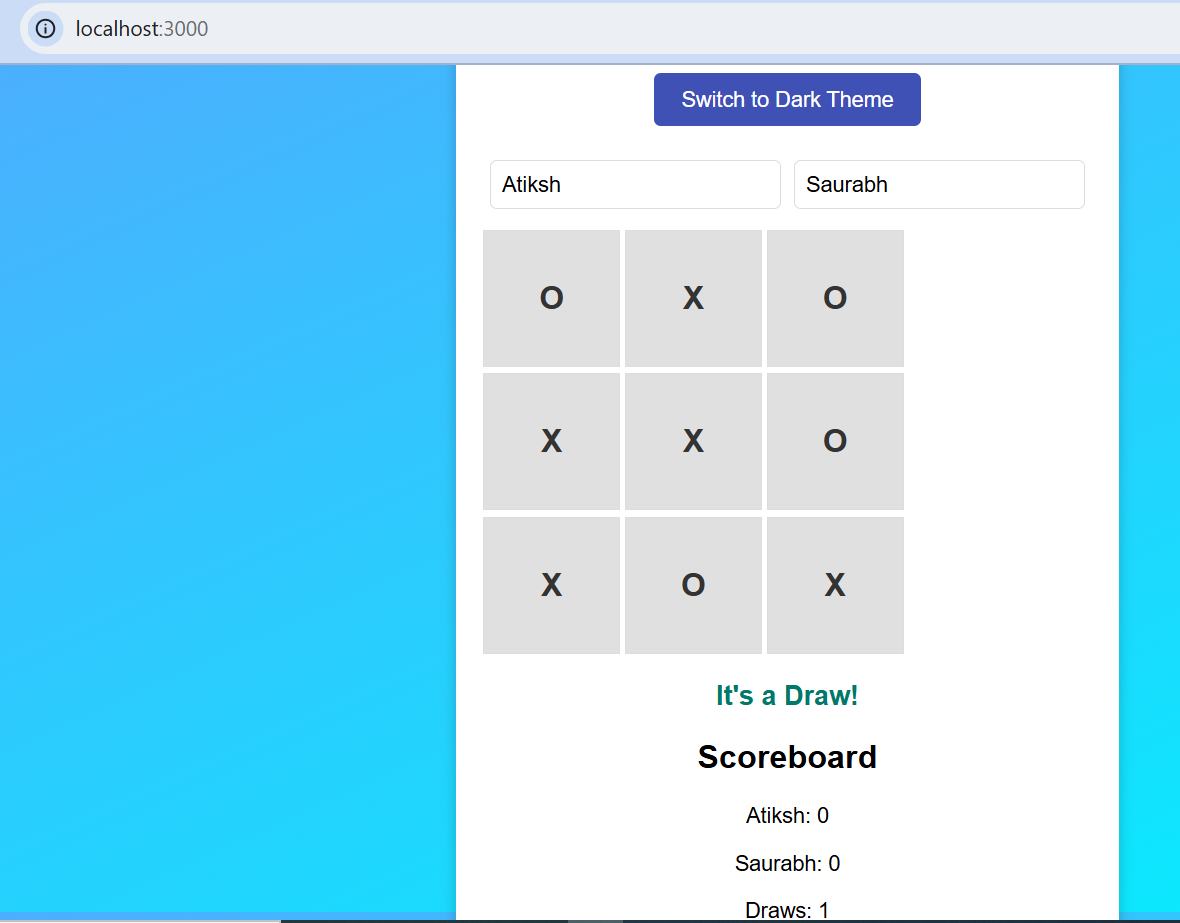 localhost:3000
Switch to Dark Theme
Atiksh Saurabh
O X O
X X O
X O X
It's a Draw!
Scoreboard
Atiksh: 0
Saurabh: 0
Draws: 1